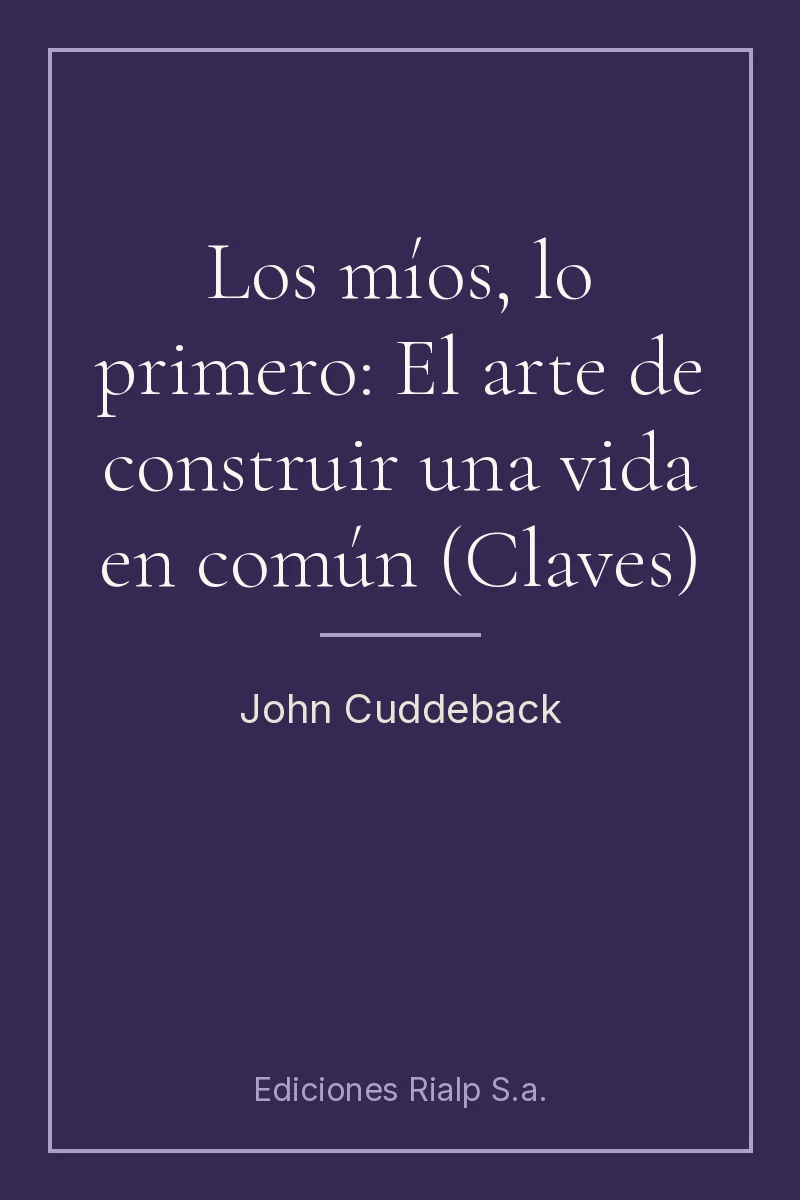 Los míos, lo
primero: El arte de
construir una vida
en común (Claves)
John Cuddeback
Ediciones Rialp S.a.